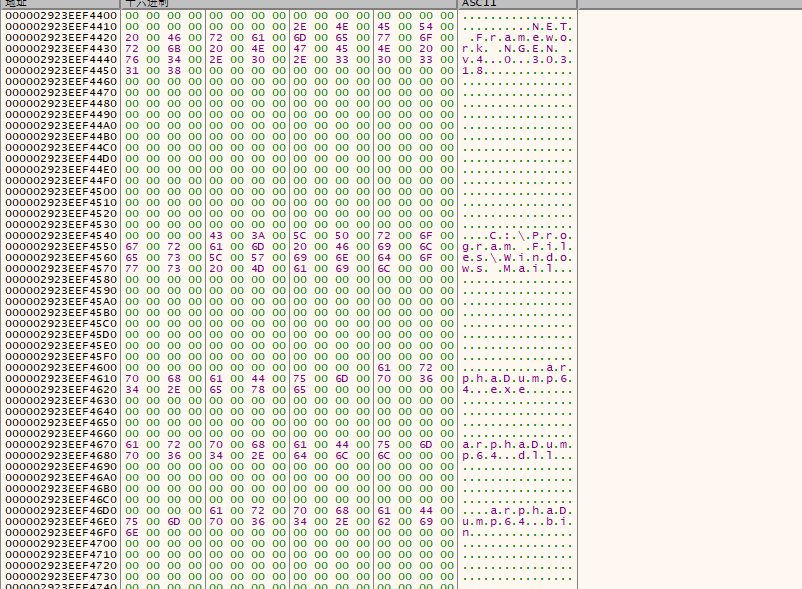 地址 十六进制 ASCII
000002923EEF4400 00 00 00 00 00 00 00 00 00 00 00 00 00 00 00 00 ................
000002923EEF4410 00 00 00 00 00 00 00 00 2E 00 4E 00 45 00 54 00 ..........N.E.T.
000002923EEF4420 20 00 46 00 72 00 61 00 6D 00 65 00 77 00 6F 00  .F.r.a.m.e.w.o.
000002923EEF4430 72 00 6B 00 20 00 4E 00 47 00 45 00 4E 00 20 00 r.k. .N.G.E.N. .
000002923EEF4440 76 00 34 00 2E 00 30 00 2E 00 33 00 30 00 33 00 v.4...0...3.0.3.
000002923EEF4450 31 00 38 00 00 00 00 00 00 00 00 00 00 00 00 00 1.8.............
000002923EEF4460 00 00 00 00 00 00 00 00 00 00 00 00 00 00 00 00 ................
000002923EEF4470 00 00 00 00 00 00 00 00 00 00 00 00 00 00 00 00 ................
000002923EEF4480 00 00 00 00 00 00 00 00 00 00 00 00 00 00 00 00 ................
000002923EEF4490 00 00 00 00 00 00 00 00 00 00 00 00 00 00 00 00 ................
000002923EEF44A0 00 00 00 00 00 00 00 00 00 00 00 00 00 00 00 00 ................
000002923EEF44B0 00 00 00 00 00 00 00 00 00 00 00 00 00 00 00 00 ................
000002923EEF44C0 00 00 00 00 00 00 00 00 00 00 00 00 00 00 00 00 ................
000002923EEF44D0 00 00 00 00 00 00 00 00 00 00 00 00 00 00 00 00 ................
000002923EEF44E0 00 00 00 00 00 00 00 00 00 00 00 00 00 00 00 00 ................
000002923EEF44F0 00 00 00 00 00 00 00 00 00 00 00 00 00 00 00 00 ................
000002923EEF4500 00 00 00 00 00 00 00 00 00 00 00 00 00 00 00 00 ................
000002923EEF4510 00 00 00 00 00 00 00 00 00 00 00 00 00 00 00 00 ................
000002923EEF4520 00 00 00 00 00 00 00 00 00 00 00 00 00 00 00 00 ................
000002923EEF4530 00 00 00 00 00 00 00 00 00 00 00 00 00 00 00 00 ................
000002923EEF4540 00 00 00 00 43 00 3A 00 5C 00 50 00 72 00 6F 00 ....C.:.\.P.r.o.
000002923EEF4550 67 00 72 00 61 00 6D 00 20 00 46 00 69 00 6C 00 g.r.a.m. .F.i.l.
000002923EEF4560 65 00 73 00 5C 00 57 00 69 00 6E 00 64 00 6F 00 e.s.\.W.i.n.d.o.
000002923EEF4570 77 00 73 00 20 00 4D 00 61 00 69 00 6C 00 00 00 w.s. .M.a.i.l...
000002923EEF4580 00 00 00 00 00 00 00 00 00 00 00 00 00 00 00 00 ................
000002923EEF4590 00 00 00 00 00 00 00 00 00 00 00 00 00 00 00 00 ................
000002923EEF45A0 00 00 00 00 00 00 00 00 00 00 00 00 00 00 00 00 ................
000002923EEF45B0 00 00 00 00 00 00 00 00 00 00 00 00 00 00 00 00 ................
000002923EEF45C0 00 00 00 00 00 00 00 00 00 00 00 00 00 00 00 00 ................
000002923EEF45D0 00 00 00 00 00 00 00 00 00 00 00 00 00 00 00 00 ................
000002923EEF45E0 00 00 00 00 00 00 00 00 00 00 00 00 00 00 00 00 ................
000002923EEF45F0 00 00 00 00 00 00 00 00 00 00 00 00 00 00 00 00 ................
000002923EEF4600 00 00 00 00 00 00 00 00 00 00 00 00 61 00 72 00 ............a.r.
000002923EEF4610 70 00 68 00 61 00 44 00 75 00 6D 00 70 00 36 00 p.h.a.D.u.m.p.6.
000002923EEF4620 34 00 2E 00 65 00 78 00 65 00 00 00 00 00 00 00 4...e.x.e.......
000002923EEF4630 00 00 00 00 00 00 00 00 00 00 00 00 00 00 00 00 ................
000002923EEF4640 00 00 00 00 00 00 00 00 00 00 00 00 00 00 00 00 ................
000002923EEF4650 00 00 00 00 00 00 00 00 00 00 00 00 00 00 00 00 ................
000002923EEF4660 00 00 00 00 00 00 00 00 00 00 00 00 00 00 00 00 ................
000002923EEF4670 61 00 72 00 70 00 68 00 61 00 44 00 75 00 6D 00 a.r.p.h.a.D.u.m.
000002923EEF4680 70 00 36 00 34 00 2E 00 64 00 6C 00 6C 00 00 00 p.6.4...d.l.l...
000002923EEF4690 00 00 00 00 00 00 00 00 00 00 00 00 00 00 00 00 ................
000002923EEF46A0 00 00 00 00 00 00 00 00 00 00 00 00 00 00 00 00 ................
000002923EEF46B0 00 00 00 00 00 00 00 00 00 00 00 00 00 00 00 00 ................
000002923EEF46C0 00 00 00 00 00 00 00 00 00 00 00 00 00 00 00 00 ................
000002923EEF46D0 00 00 00 00 61 00 72 00 70 00 68 00 61 00 44 00 ....a.r.p.h.a.D.
000002923EEF46E0 75 00 6D 00 70 00 36 00 34 00 2E 00 62 00 69 00 u.m.p.6.4...b.i.
000002923EEF46F0 6E 00 00 00 00 00 00 00 00 00 00 00 00 00 00 00 n...............
000002923EEF4700 00 00 00 00 00 00 00 00 00 00 00 00 00 00 00 00 ................
000002923EEF4710 00 00 00 00 00 00 00 00 00 00 00 00 00 00 00 00 ................
000002923EEF4720 00 00 00 00 00 00 00 00 00 00 00 00 00 00 00 00 ................
000002923EEF4730 00 00 00 00 00 00 00 00 00 00 00 00 00 00 00 00 ................
000002923EEF4740 00 00 00 00 00 00 00 00 00 00 00 00 00 00 00 00